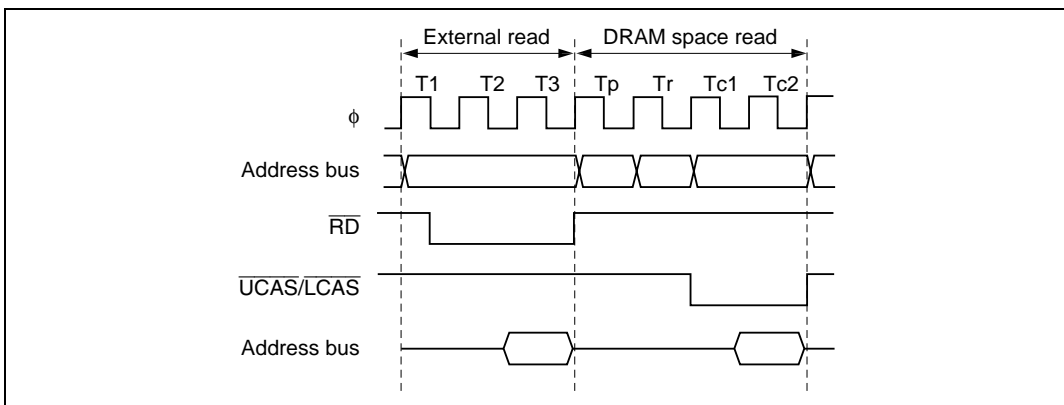 External read DRAM space read
T1 T2 T3 Tp Tr Tc1 Tc2
ϕ
Address bus
RD
UCAS/LCAS
Address bus